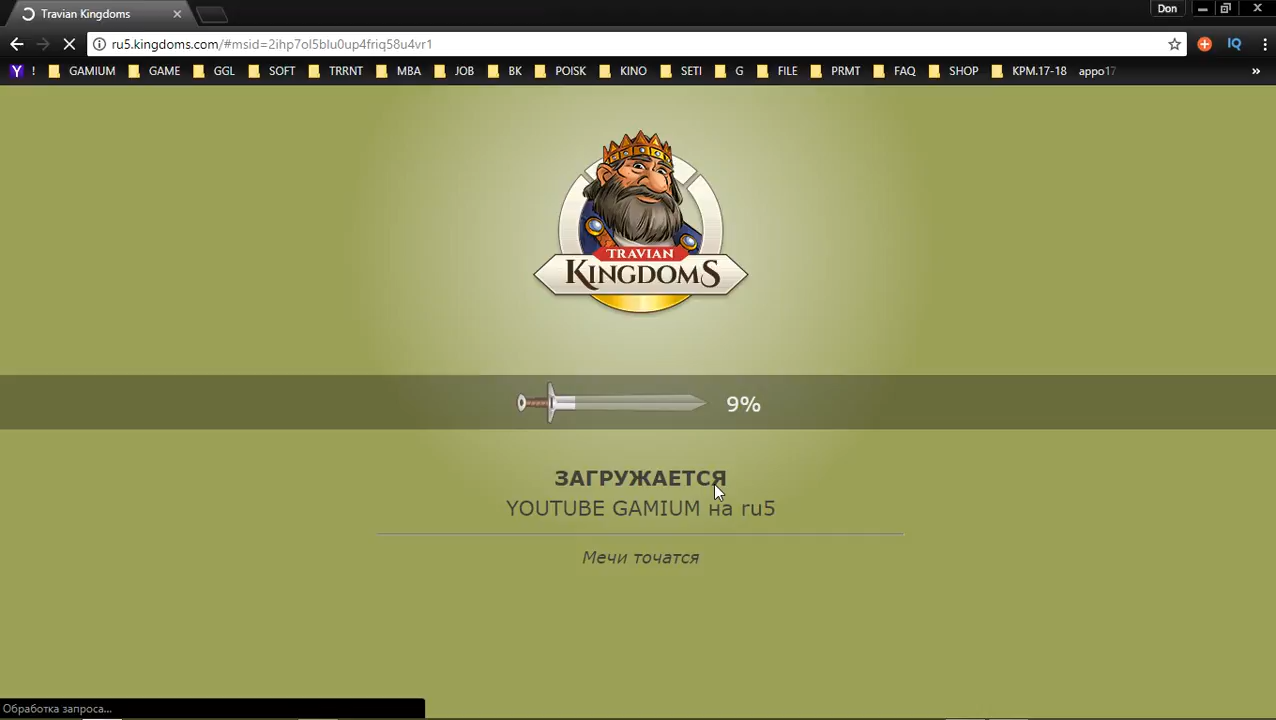 Travian Kingdoms
Don
ru5.kingdoms.com/#msid=2ihp7ol5blu0up4friq58u4vr1
IQ
Y ! GAMIUM GAME GGL SOFT TRRNT MBA JOB BK POISK KINO SETI G FILE PRMT FAQ SHOP KPM.17-18 appo17 »
TRAVIAN
KINGDOMS
9%
ЗАГРУЖАЕТСЯ
YOUTUBE GAMIUM на ru5
Мечи точатся
Обработка запроса...